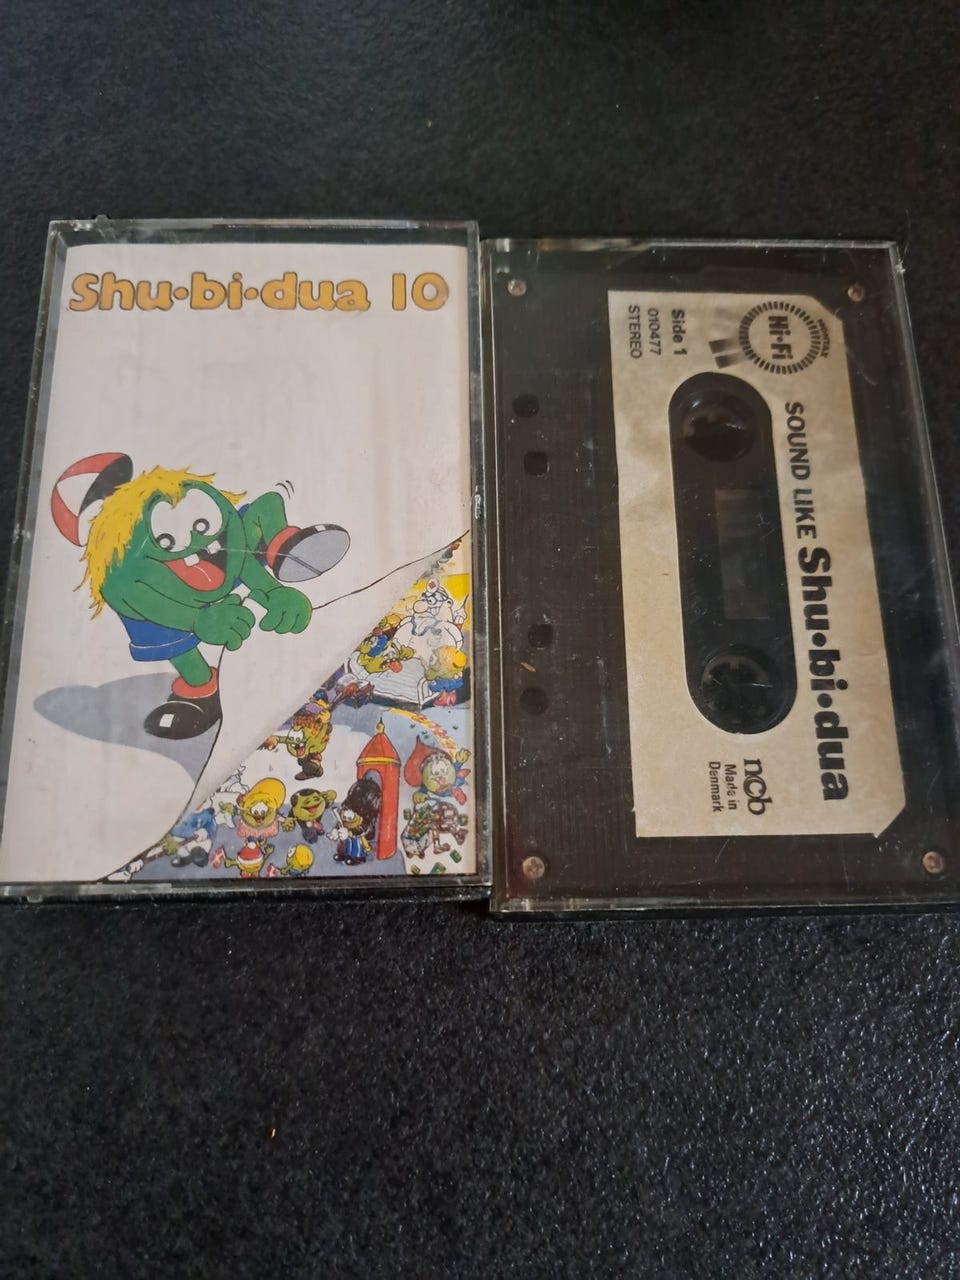 Shu•bi•dua 10
Hi-Fi
Side 1
010477
STEREO
SOUND LIKE Shu•bi•dua
ncb
Made in
Denmark